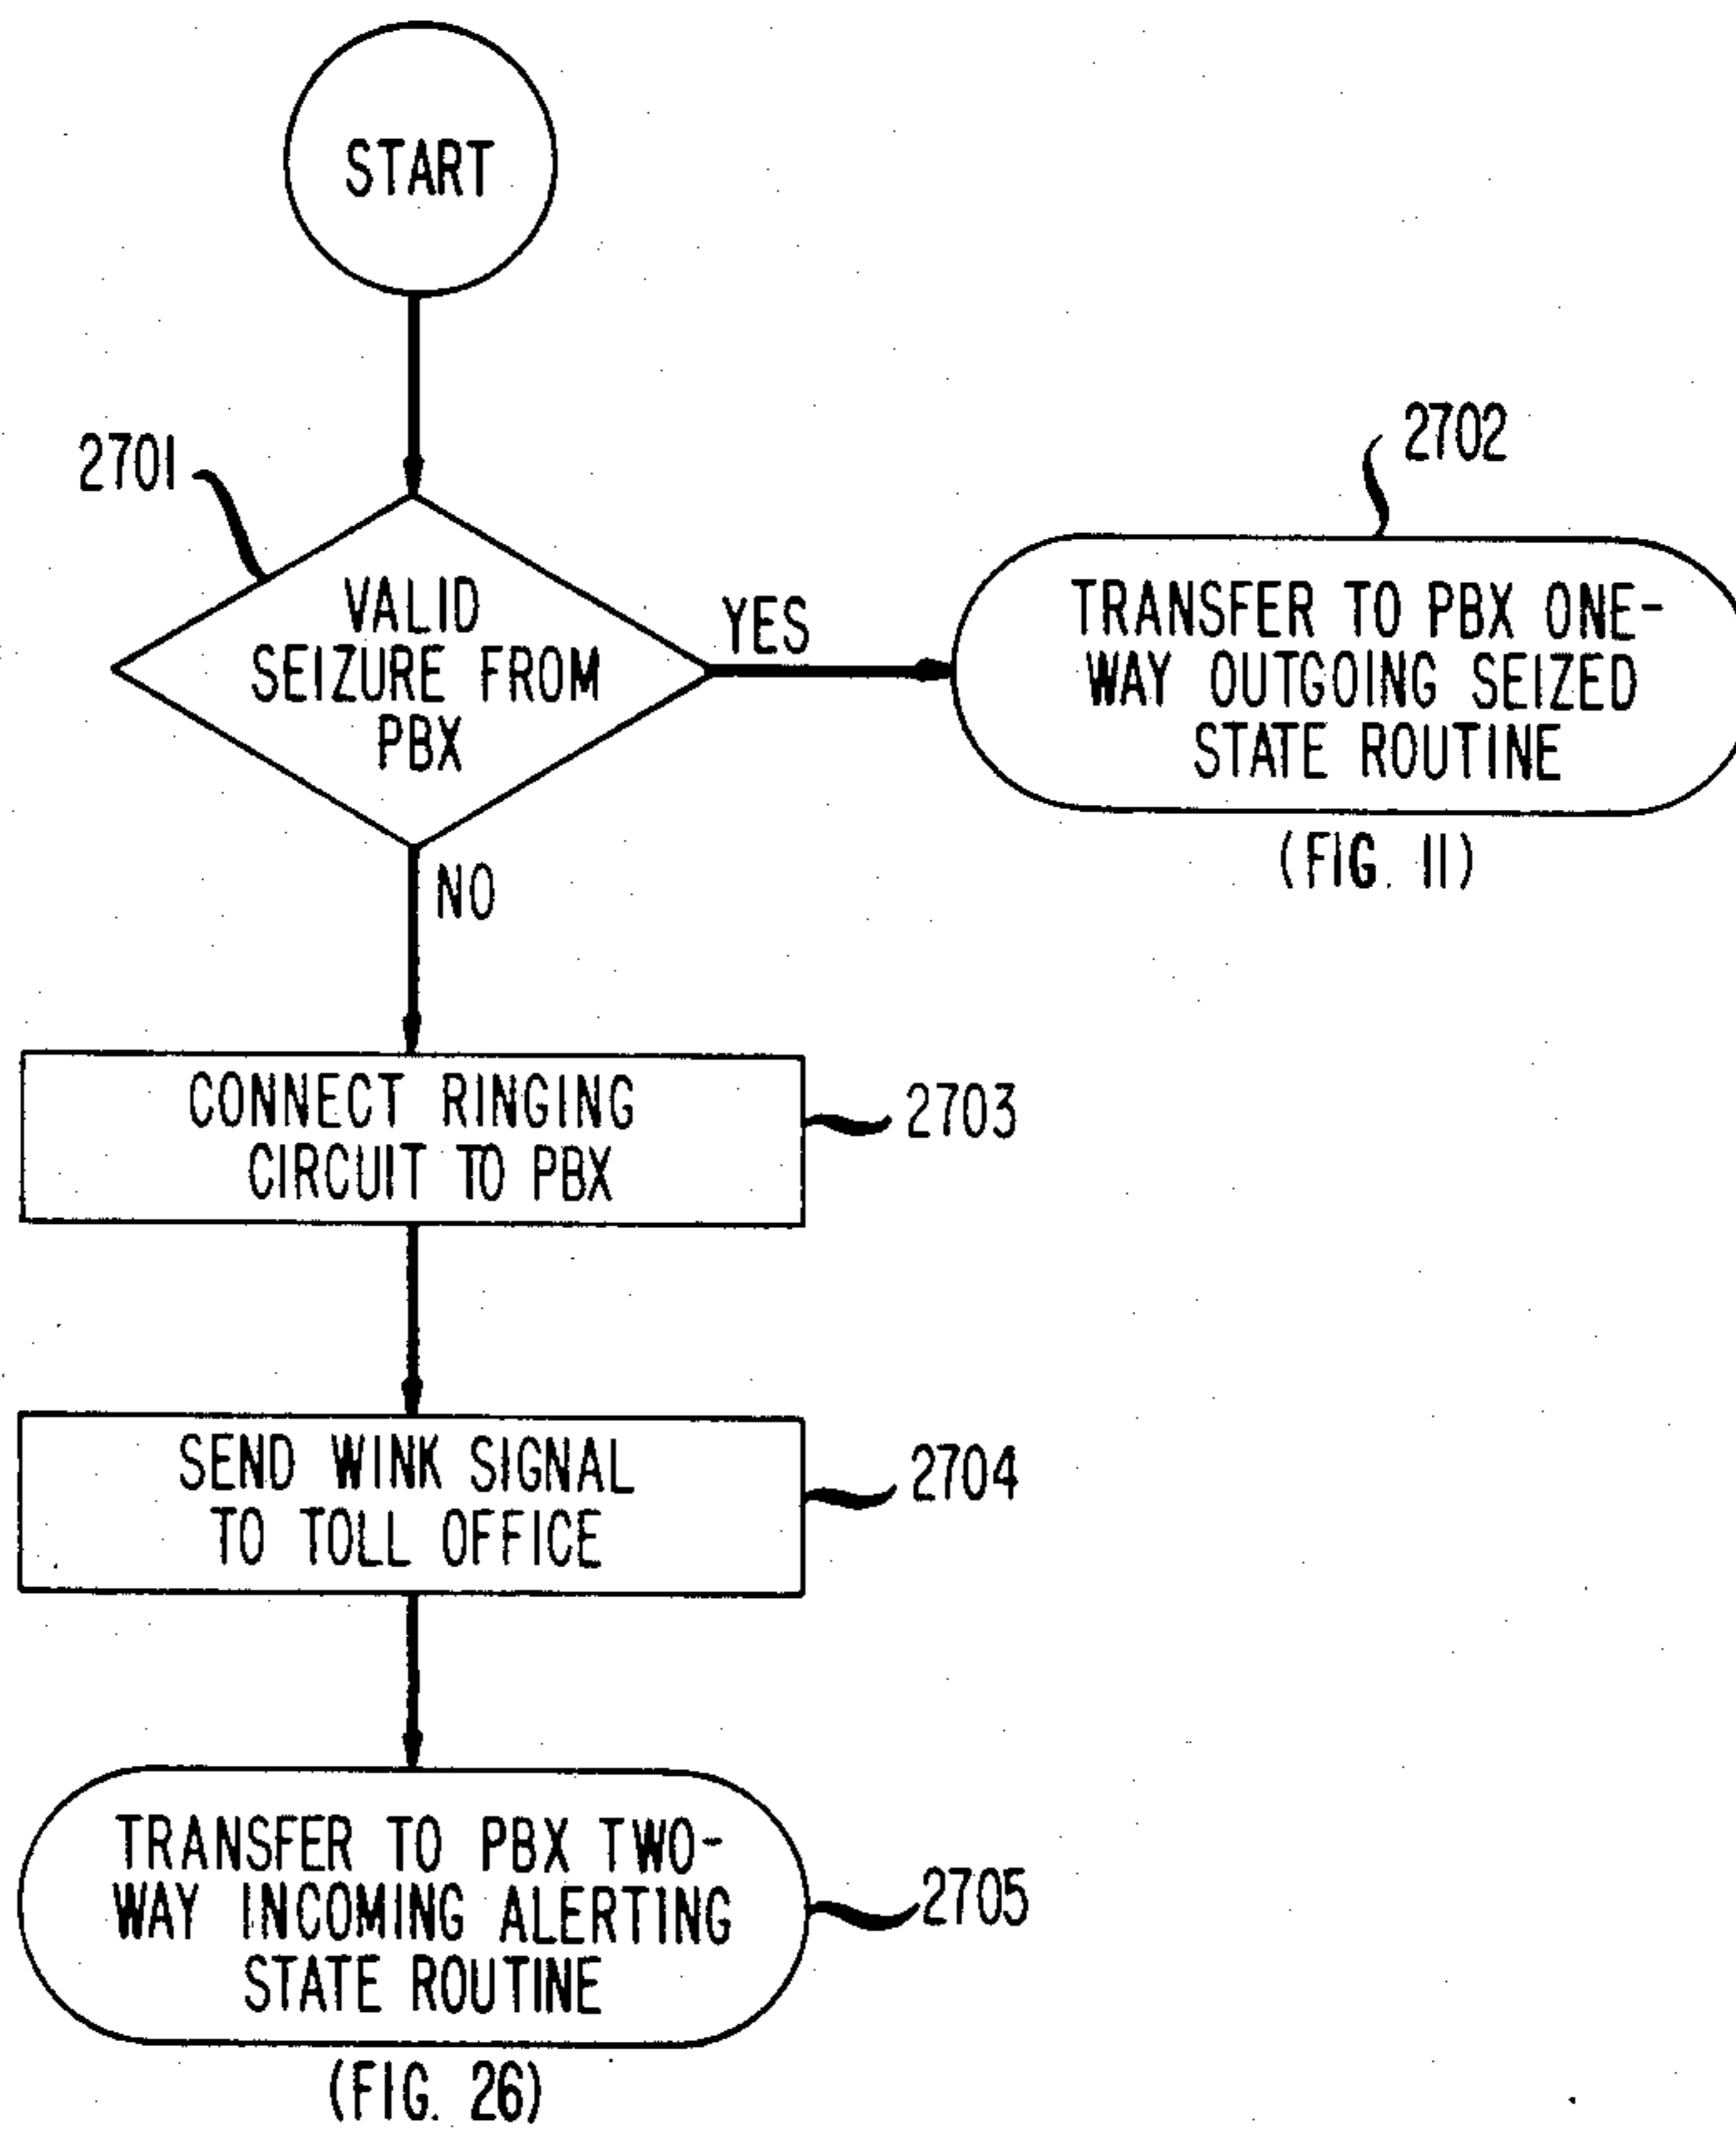 START
2701
VALID
SEIZURE FROM
PBX
YES
2702
TRANSFER TO PBX ONE-
WAY OUTGOING SEIZED
STATE ROUTINE
(FIG. 11)
NO
CONNECT RINGING
CIRCUIT TO PBX
2703
SEND WINK SIGNAL
TO TOLL OFFICE
2704
TRANSFER TO PBX TWO-
WAY INCOMING ALERTING
STATE ROUTINE
2705
(FIG. 26)